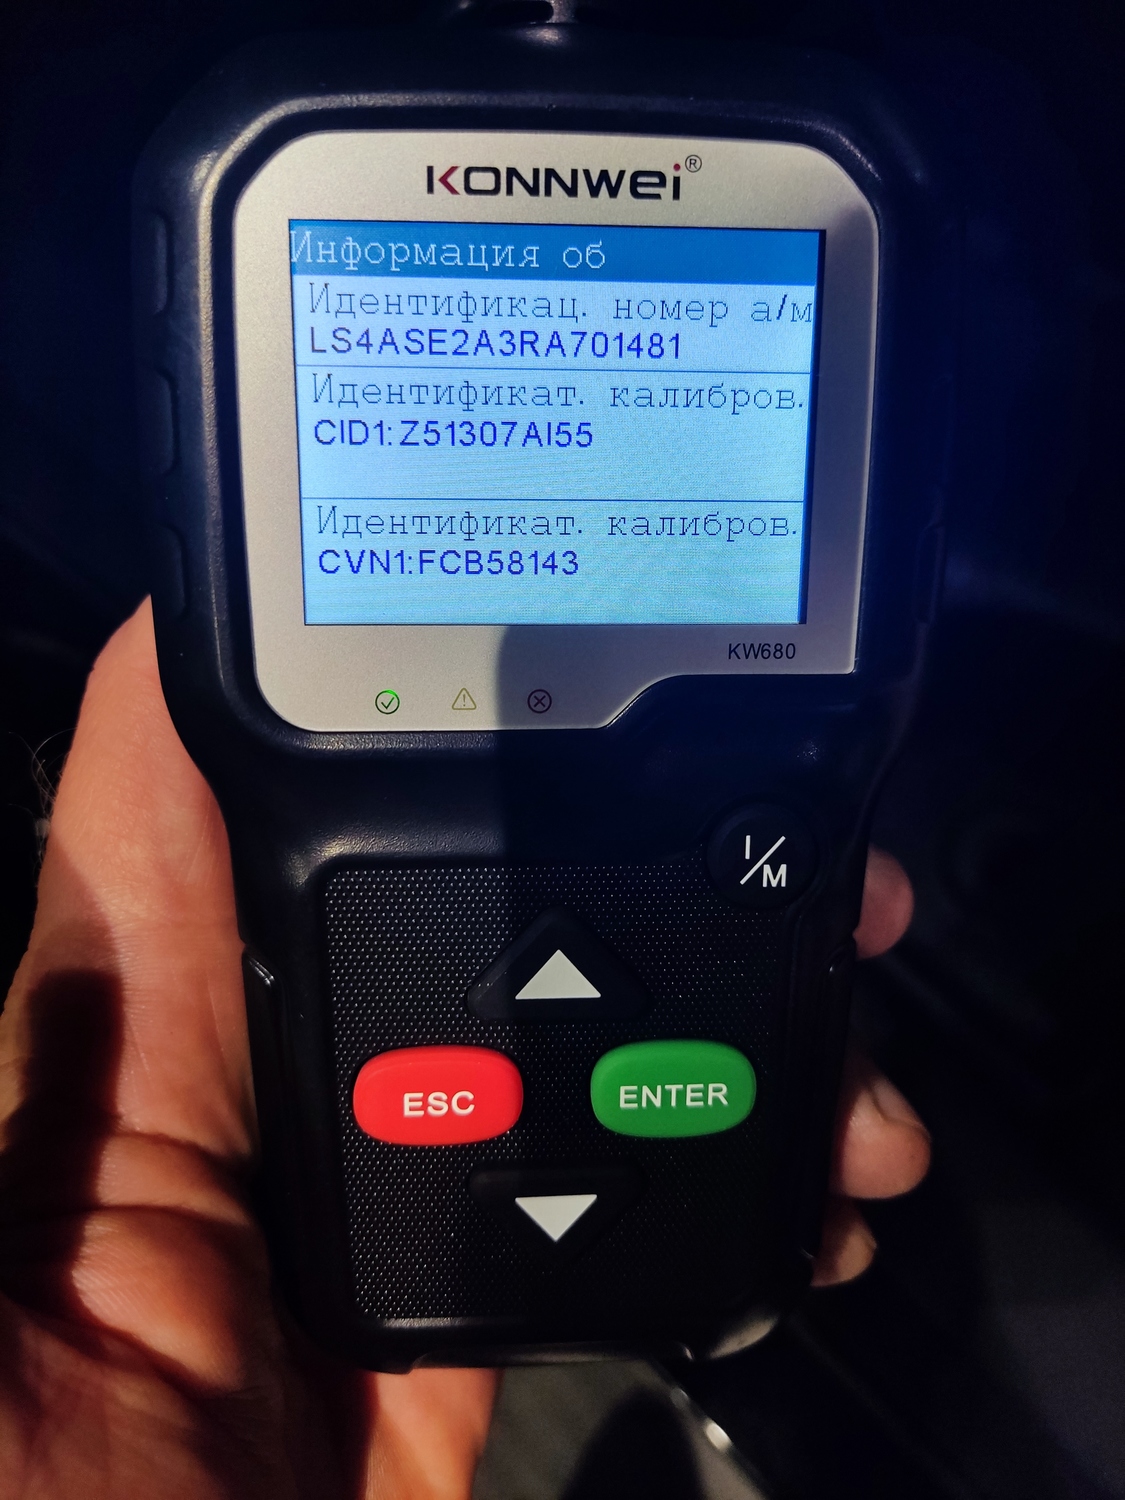 KONNWEI®
Информация об
Идентификац. номер а/м
LS4ASE2A3RA701481
Идентификат. калибров.
CID1:Z51307AI55
Идентификат. калибров.
CVN1:FCB58143
KW680
I/M
ESC
ENTER